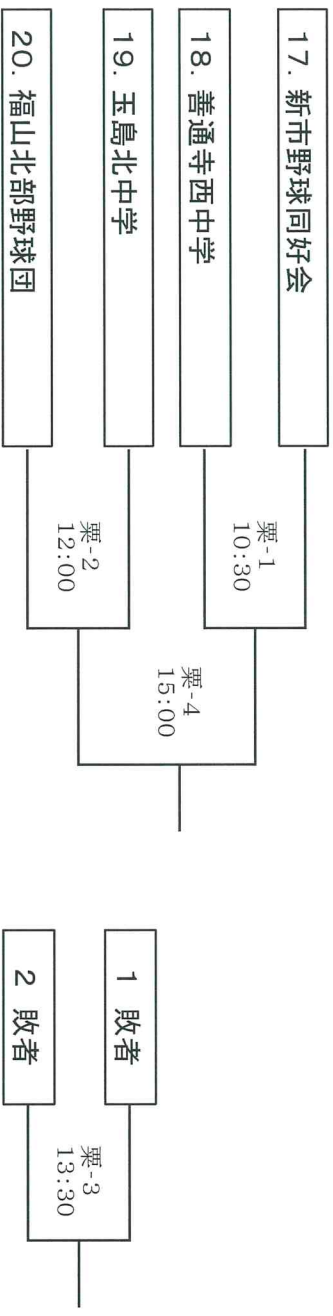 17. 新市野球同好会
18. 善通寺西中学
19. 玉島北中学
20. 福山北部野球団
栗-1
10:30
栗-2
12:00
栗-4
15:00
1 敗者
2 敗者
栗-3
13:30